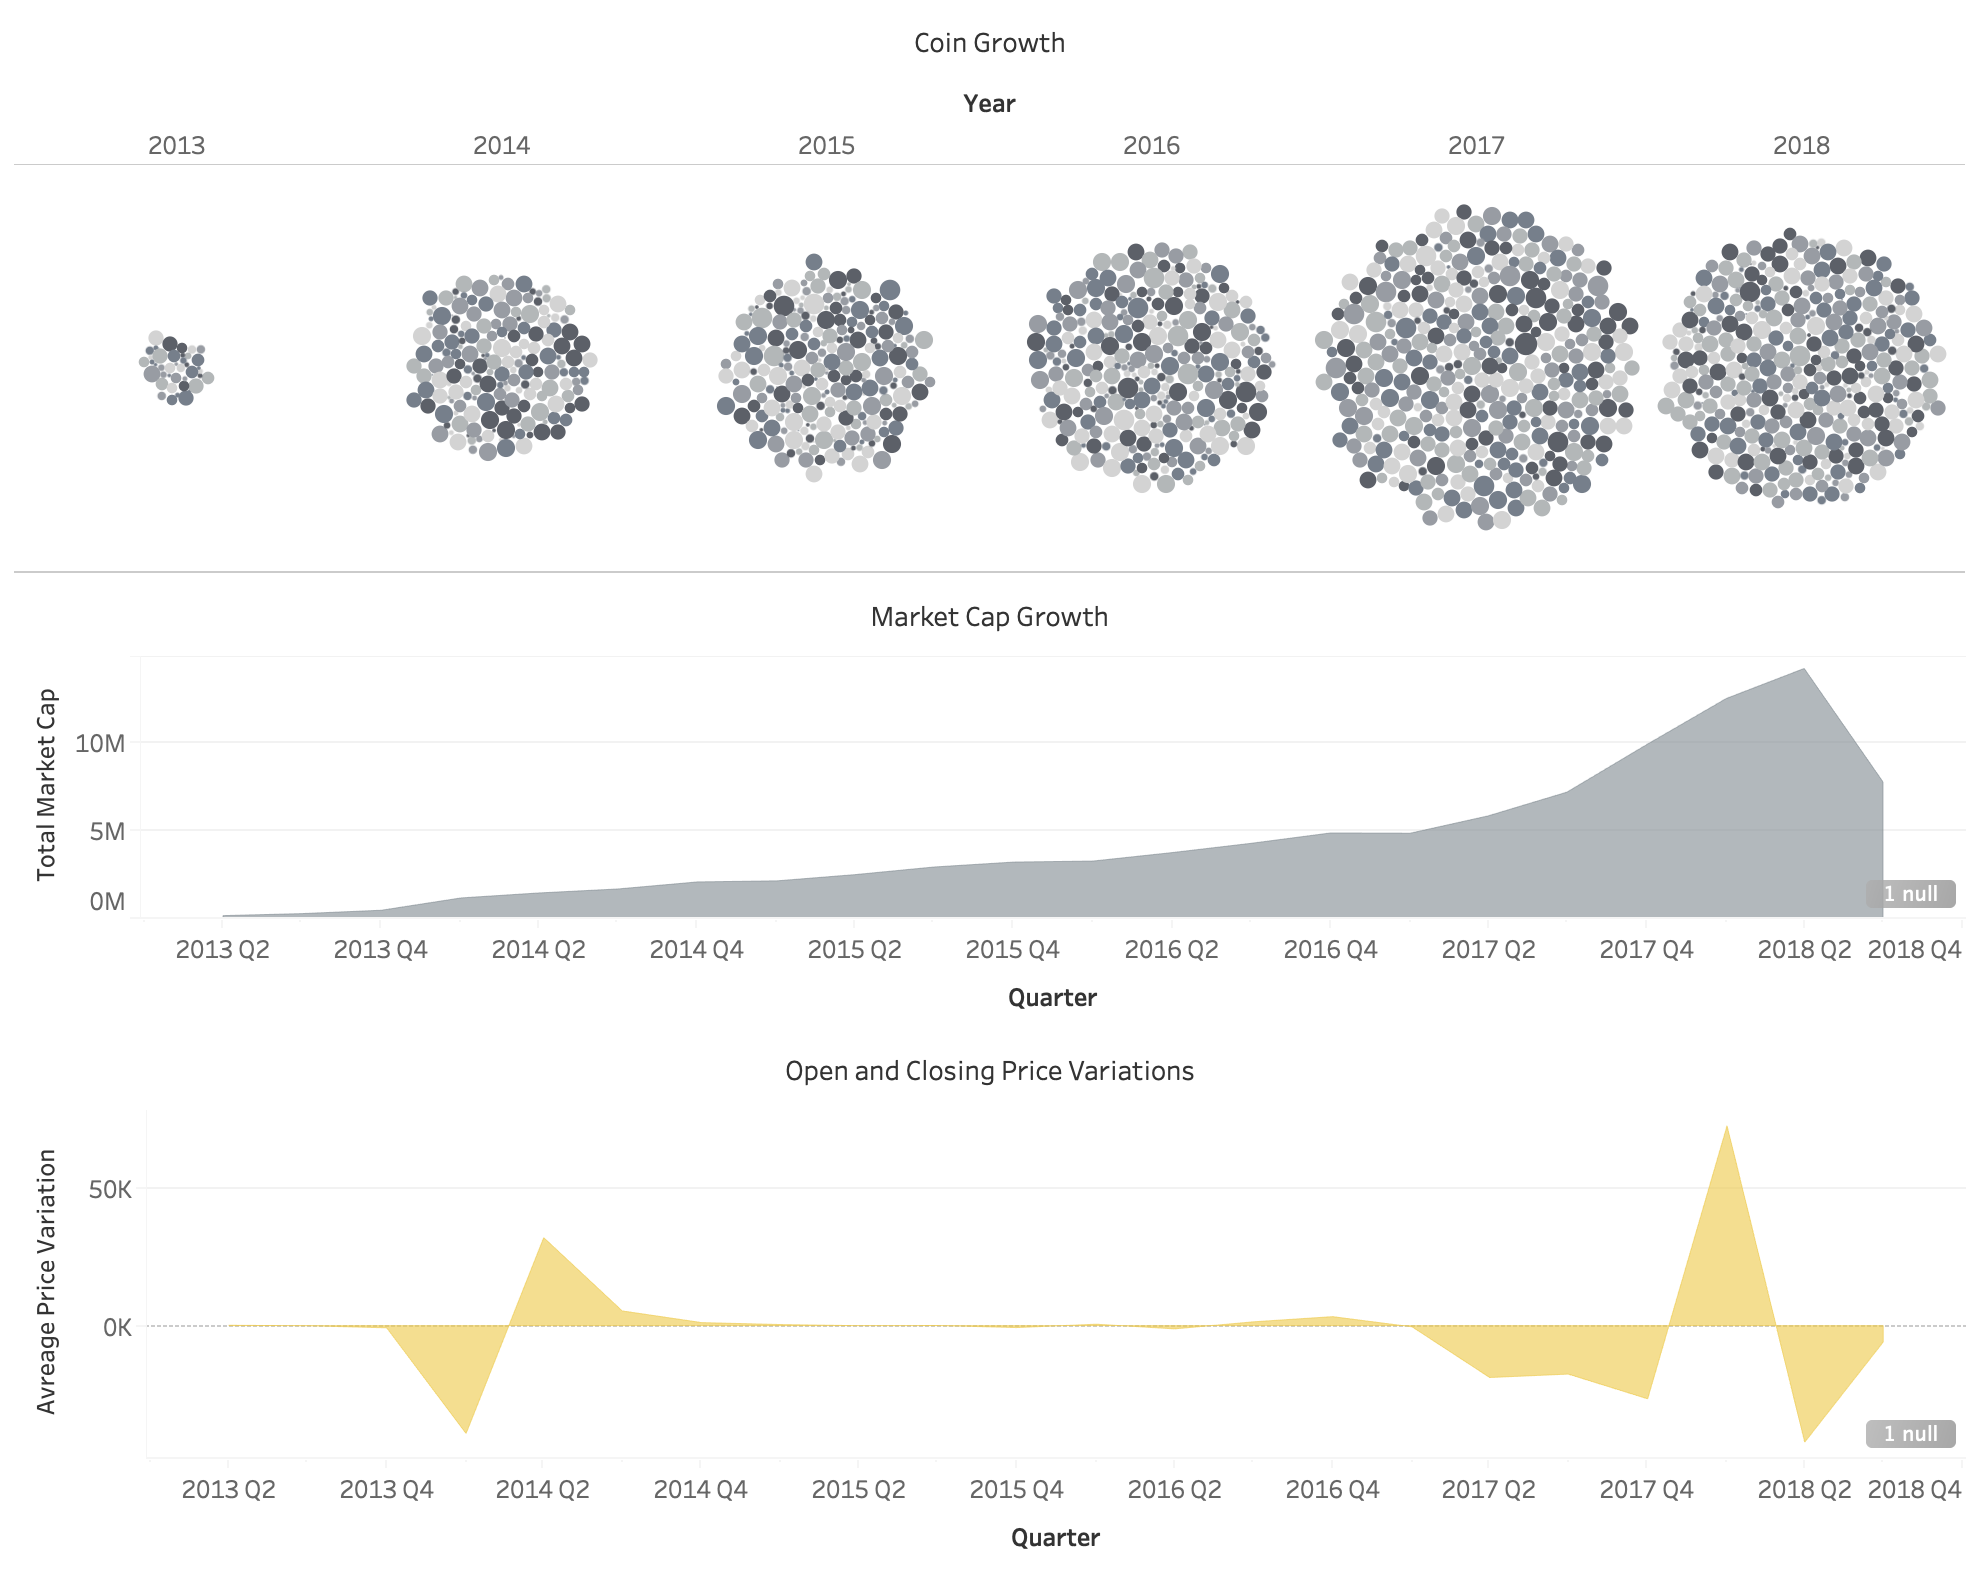 Coin Growth
Year
2013 2014 2015 2016 2017 2018
Market Cap Growth
Total Market Cap
10M
5M
0M
1 null
2013 Q2 2013 Q4 2014 Q2 2014 Q4 2015 Q2 2015 Q4 2016 Q2 2016 Q4 2017 Q2 2017 Q4 2018 Q2 2018 Q4
Quarter
Open and Closing Price Variations
Avreage Price Variation
50K
0K
1 null
2013 Q2 2013 Q4 2014 Q2 2014 Q4 2015 Q2 2015 Q4 2016 Q2 2016 Q4 2017 Q2 2017 Q4 2018 Q2 2018 Q4
Quarter